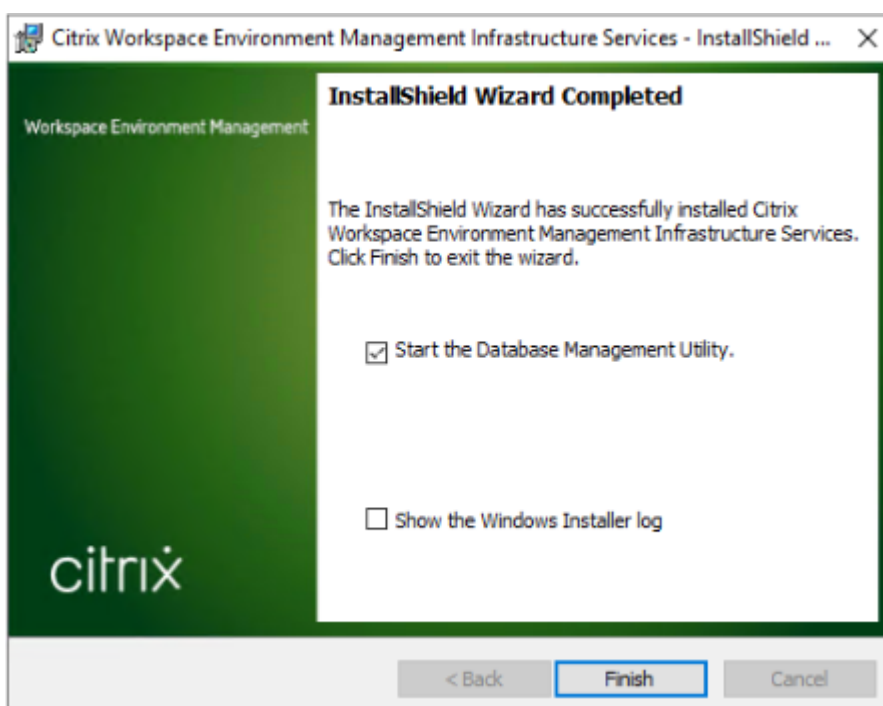 Citrix Workspace Environment Management Infrastructure Services - InstallShield ...
Workspace Environment Management
InstallShield Wizard Completed
The InstallShield Wizard has successfully installed Citrix
Workspace Environment Management Infrastructure Services.
Click Finish to exit the wizard.
Start the Database Management Utility.
Show the Windows Installer log
citrix
< Back
Finish
Cancel